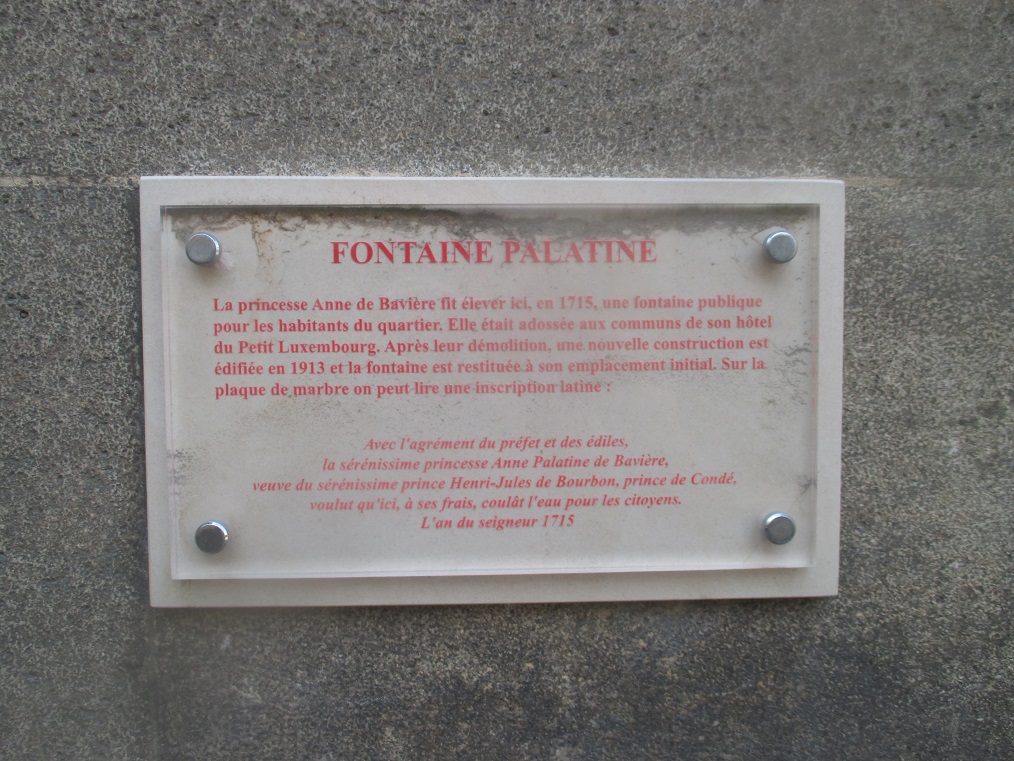 FONTAINE PALATINE
La princesse Anne de Bavière fit élever ici, en 1715, une fontaine publique
pour les habitants du quartier. Elle était adossée aux communs de son hôtel
du Petit Luxembourg. Après leur démolition, une nouvelle construction est
édifiée en 1913 et la fontaine est restituée à son emplacement initial. Sur la
plaque de marbre on peut lire une inscription latine :
Avec l'agrément du préfet et des édiles,
la sérénissime princesse Anne Palatine de Bavière,
veuve du sérénissime prince Henri-Jules de Bourbon, prince de Condé,
voulut qu'ici, à ses frais, coulât l'eau pour les citoyens.
L'an du seigneur 1715